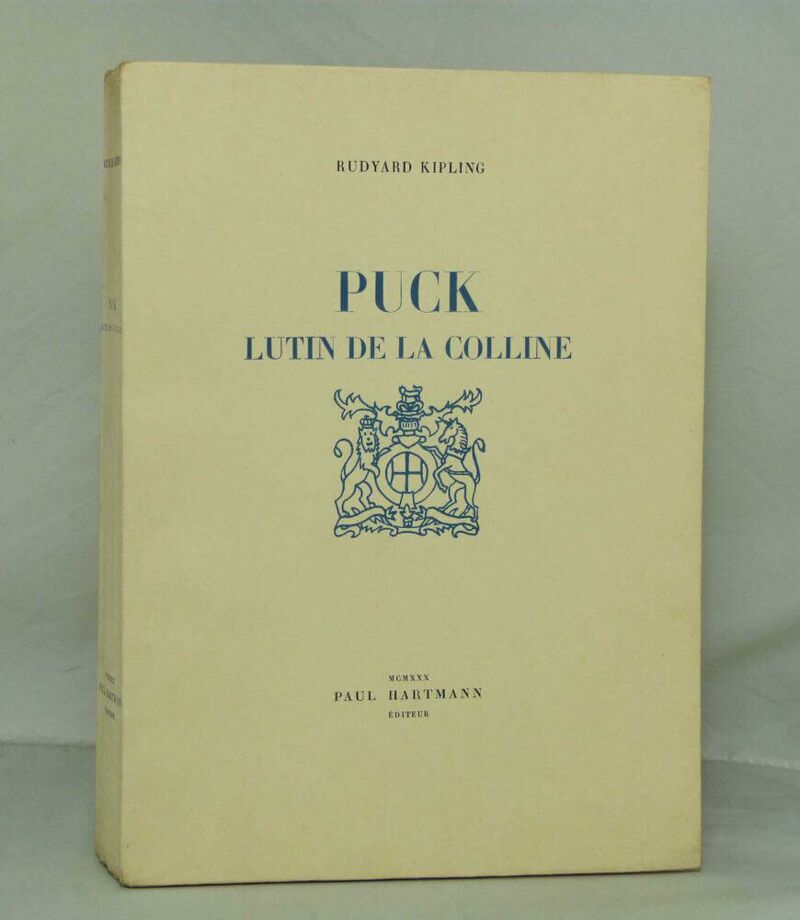 RUDYARD KIPLING
PUCK
LUTIN DE LA COLLINE
MCMXXX
PAUL HARTMANN
ÉDITEUR